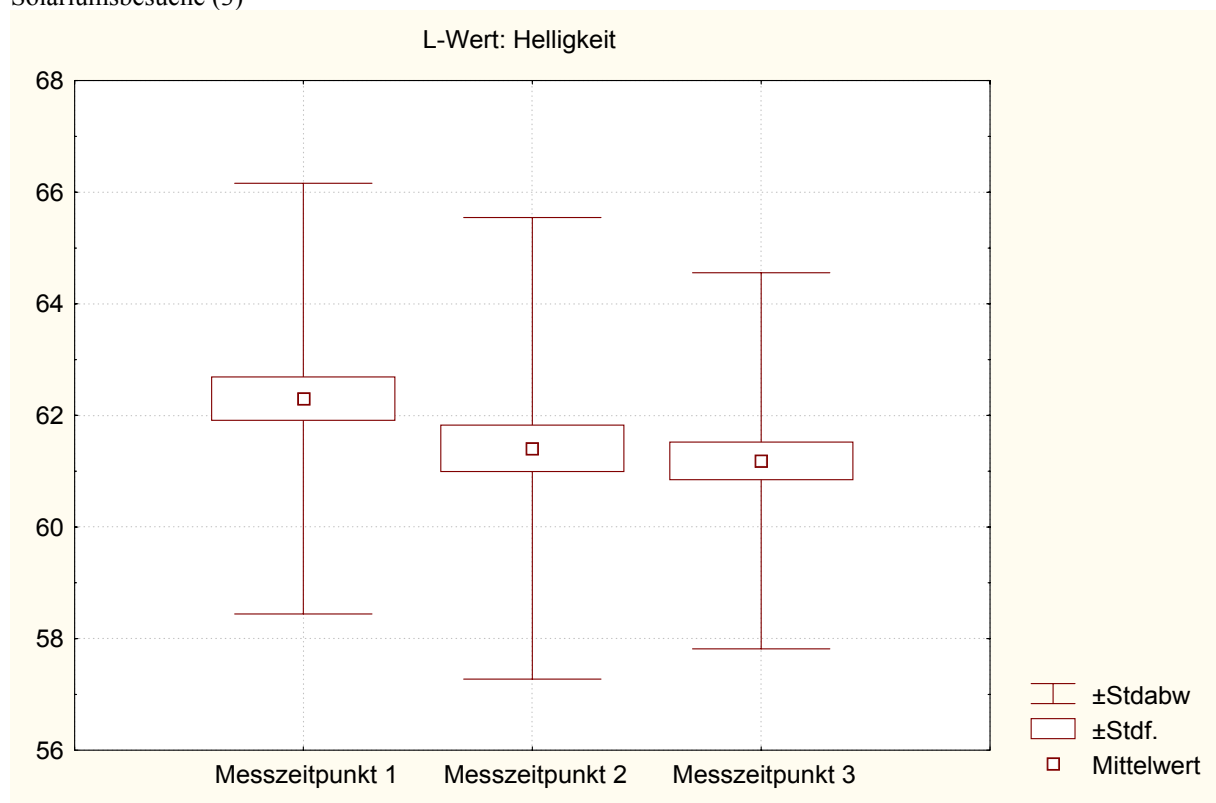 Solariumsbesuche (3)
L-Wert: Helligkeit
68
66
64
62
60
58
56
Messzeitpunkt 1 Messzeitpunkt 2 Messzeitpunkt 3
±Stdabw
±Stdf.
Mittelwert